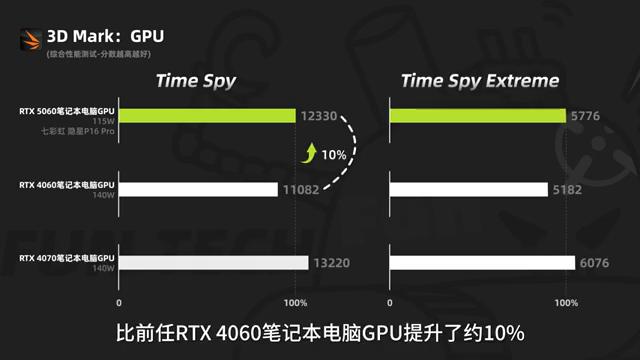 3D Mark：GPU
(综合性能测试-分数越高越好)
Time Spy
Time Spy Extreme
RTX 5060笔记本电脑GPU
115W
七彩虹 隐星P16 Pro
12330
5776
10%
RTX 4060笔记本电脑GPU
140W
11082
5182
FUN TECH
RTX 4070笔记本电脑GPU
140W
13220
6076
0
100%
0
100%
比前任RTX 4060笔记本电脑GPU提升了约10%